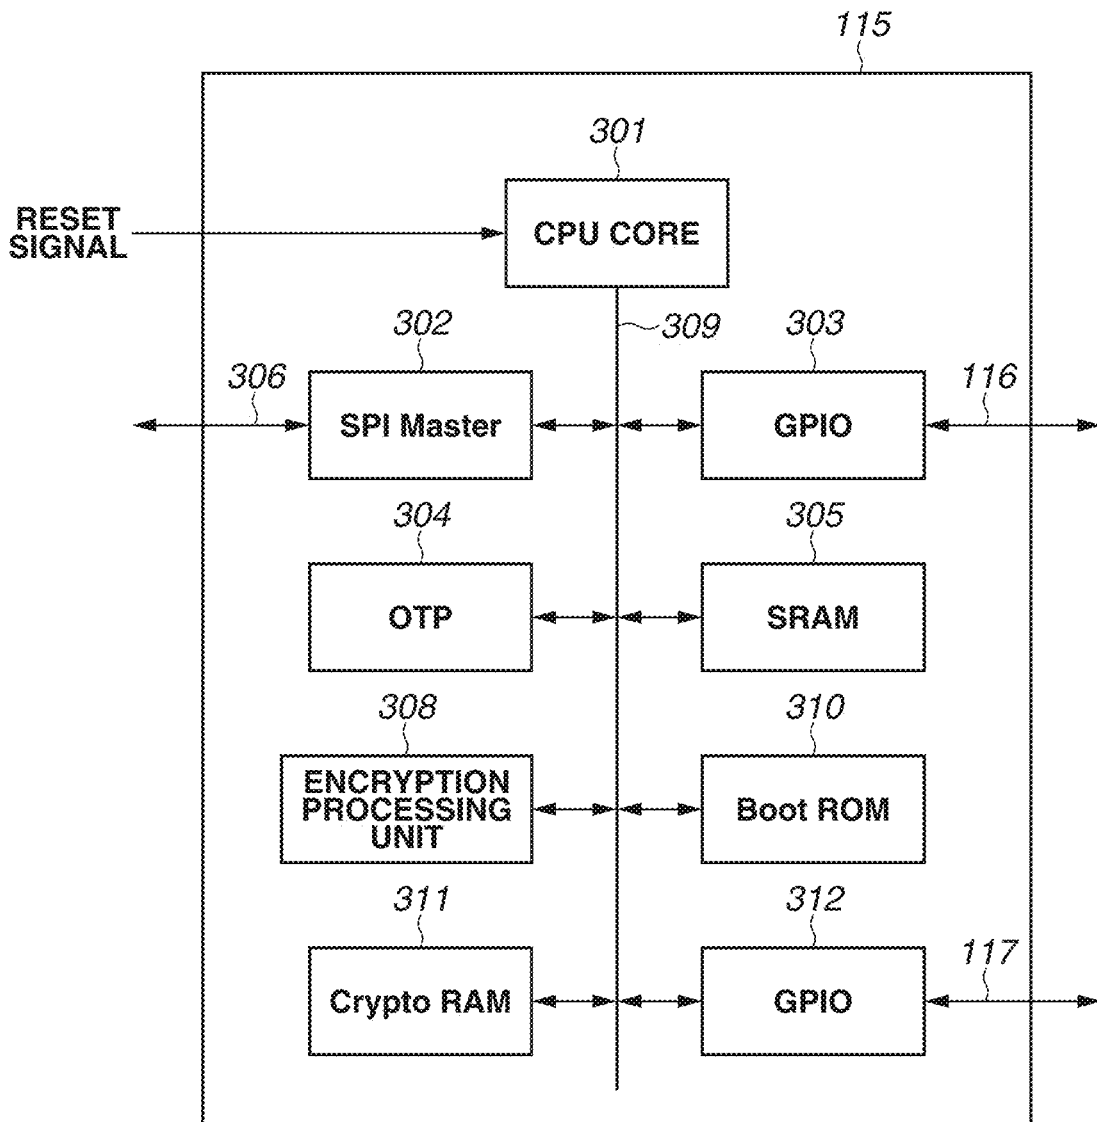 115
301
RESET
SIGNAL
CPU CORE
302
309
303
306
SPI Master
GPIO
116
304
305
OTP
SRAM
308
310
ENCRYPTION
PROCESSING
UNIT
Boot ROM
311
312
Crypto RAM
GPIO
117